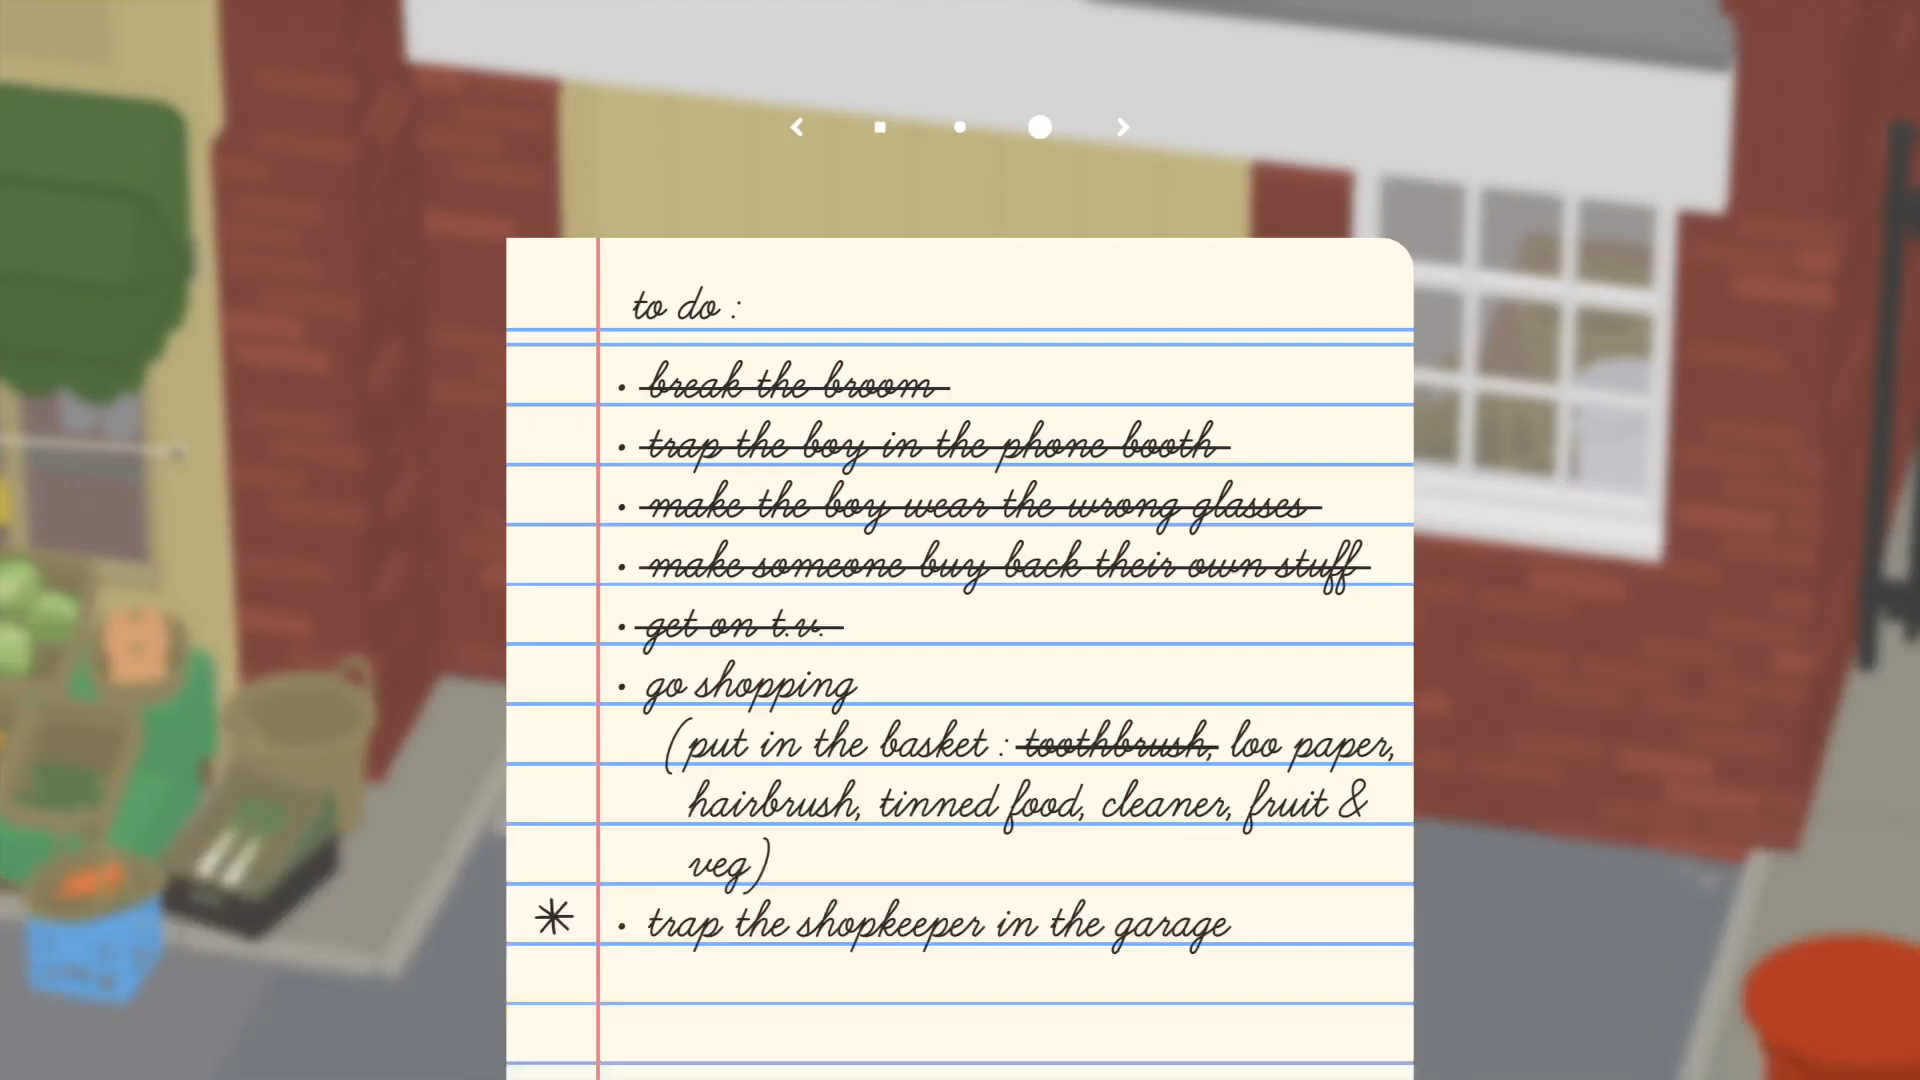 to do :
• break the broom
• trap the boy in the phone booth
• make the boy wear the wrong glasses
• make someone buy back their own stuff
• get on t.v.
• go shopping
(put in the basket : toothbrush, loo paper,
hairbrush, tinned food, cleaner, fruit &
veg)
* • trap the shopkeeper in the garage